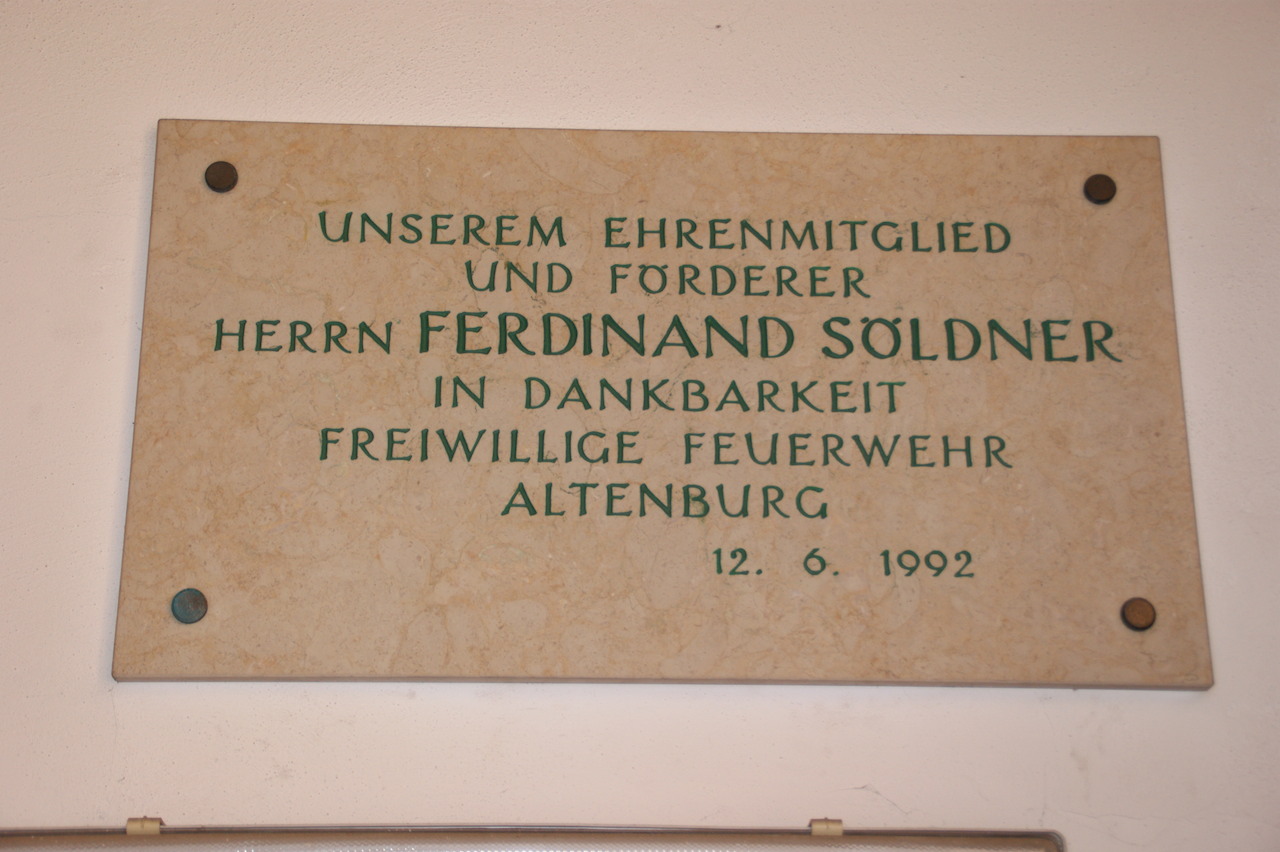 UNSEREM EHRENMITGLIED
UND FÖRDERER
HERRN FERDINAND SÖLDNER
IN DANKBARKEIT
FREIWILLIGE FEUERWEHR
ALTENBURG
12. 6. 1992